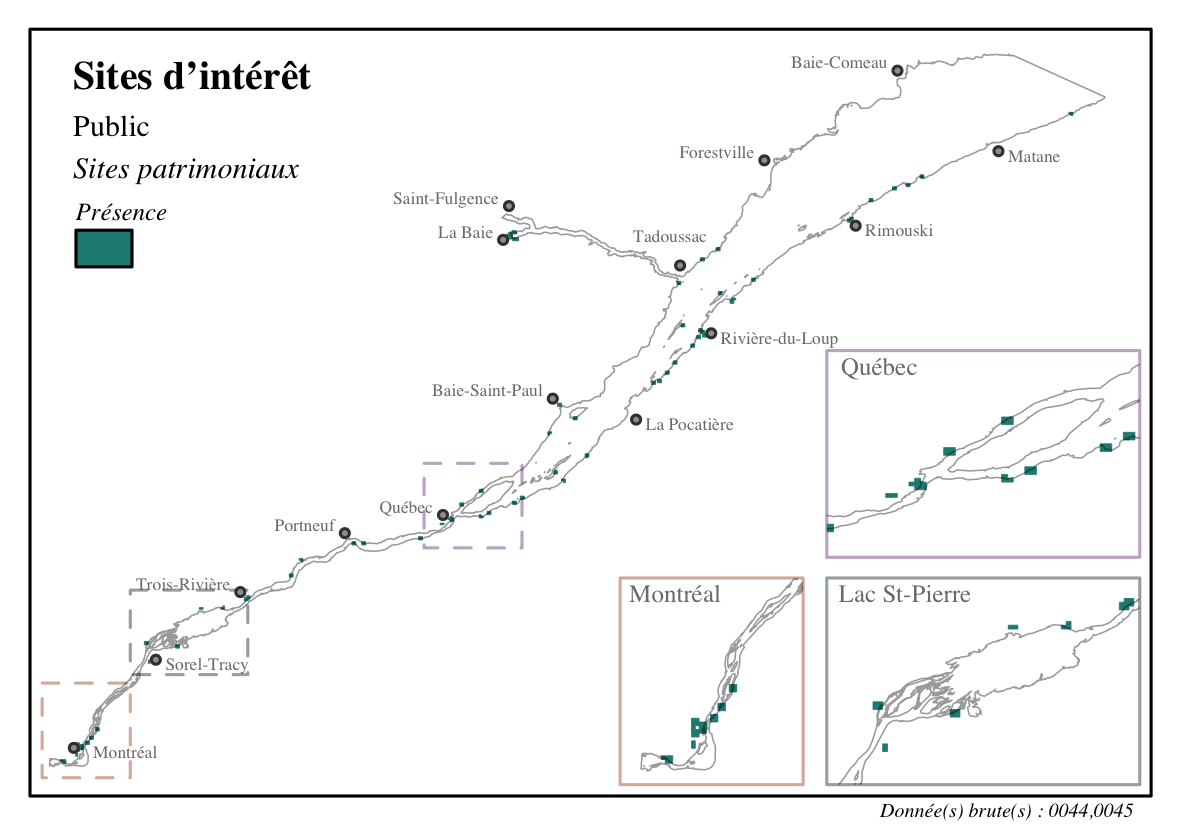 Sites d’intérêt
Public
Sites patrimoniaux
Présence
Baie-Comeau
Forestville
Matane
Saint-Fulgence
La Baie
Tadoussac
Rimouski
Rivière-du-Loup
Baie-Saint-Paul
La Pocatière
Québec
Portneuf
Trois-Rivière
Sorel-Tracy
Montréal
Québec
Montréal
Lac St-Pierre
Donnée(s) brute(s) : 0044,0045